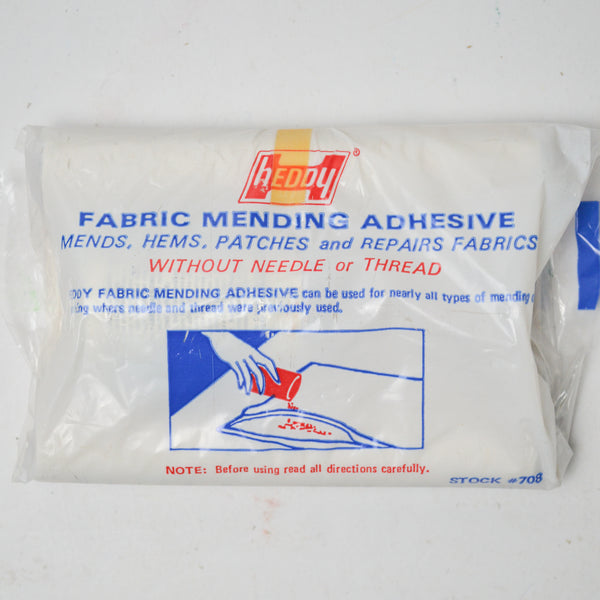 hEDDy®
FABRIC MENDING ADHESIVE
MENDS, HEMS, PATCHES and REPAIRS FABRICS
WITHOUT NEEDLE or THREAD
FABRIC MENDING ADHESIVE can be used for nearly all types of mending
where needle and thread were previously used.
NOTE: Before using read all directions carefully.
STOCK #708